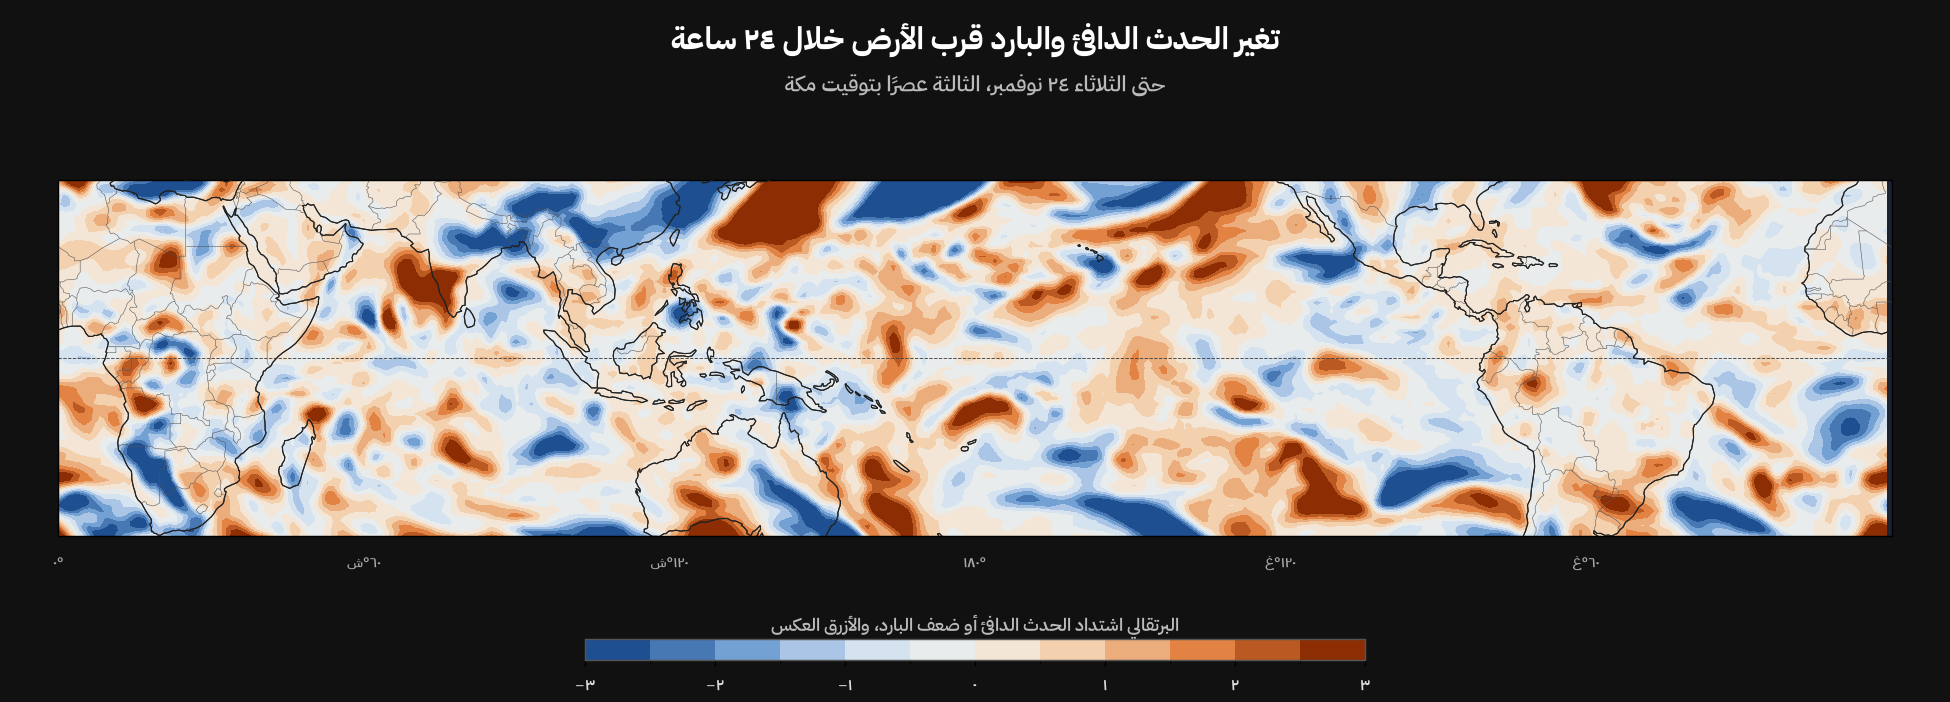 تغير الحدث الدافئ والبارد قرب الأرض خلال ٢٤ ساعة
حتى الثلاثاء ٢٤ نوفمبر، الثالثة عصرًا بتوقيت مكة
٠°
٦٠°ش
١٢٠°ش
١٨٠°
١٢٠°غ
٦٠°غ
البرتقالي اشتداد الحدث الدافئ أو ضعف البارد، والأزرق العكس
−٣
−٢
−١
٠
١
٢
٣